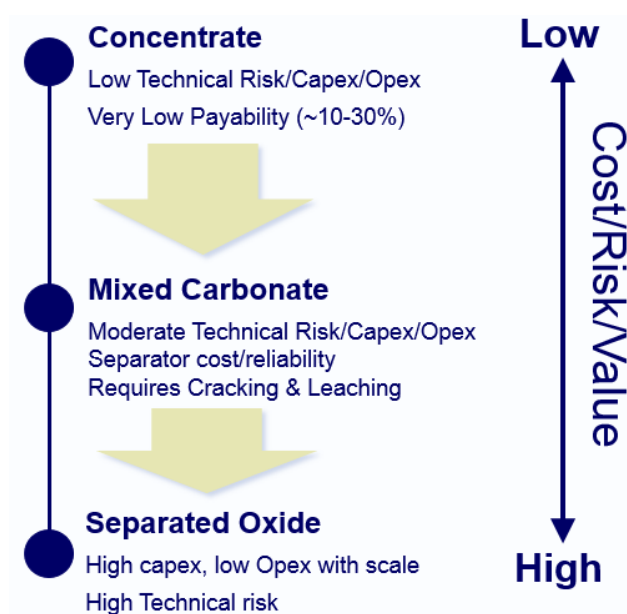 Concentrate
Low Technical Risk/Capex/Opex
Very Low Payability (~10-30%)
Mixed Carbonate
Moderate Technical Risk/Capex/Opex
Separator cost/reliability
Requires Cracking & Leaching
Separated Oxide
High capex, low Opex with scale
High Technical risk
Low
Cost/Risk/Value
High